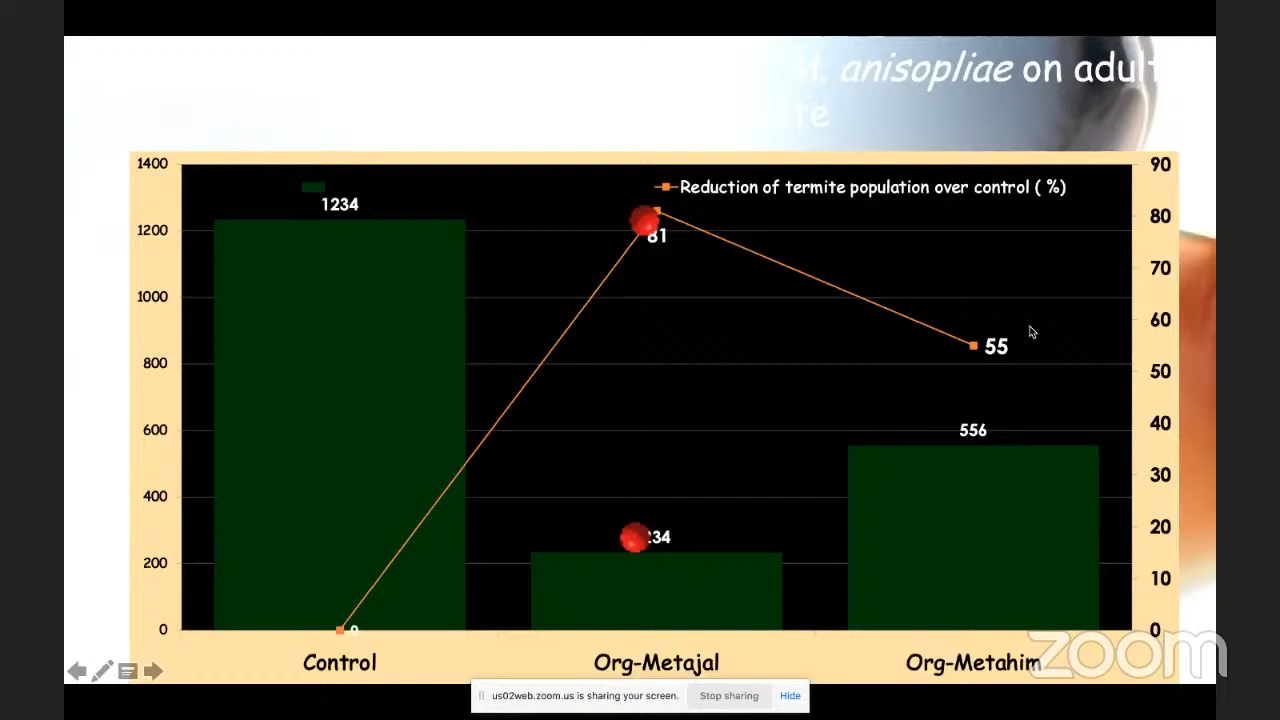 anisopliae on adult
1400
1200
1000
800
600
400
200
0
Reduction of termite population over control ( %)
1234
81
55
556
0
90
80
70
60
50
40
30
20
10
0
Control
Org-Metajal
Org-Metahim
zoom
us02web.zoom.us is sharing your screen.
Stop sharing
Hide